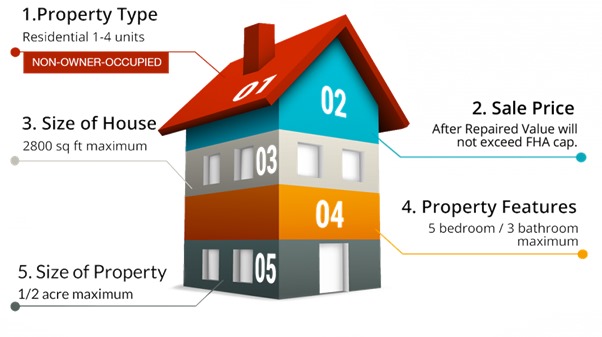 1.Property Type
Residential 1-4 units
NON-OWNER-OCCUPIED
01
02
2. Sale Price
After Repaired Value will
not exceed FHA cap.
3. Size of House
2800 sq ft maximum
03
04
4. Property Features
5 bedroom / 3 bathroom
maximum
5. Size of Property
1/2 acre maximum
05